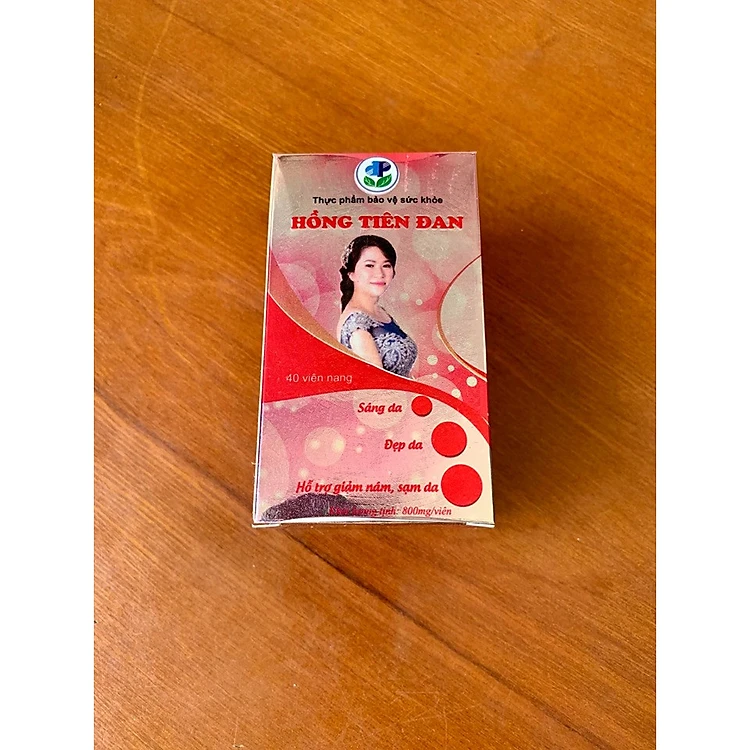 Thực phẩm bảo vệ sức khỏe
HỒNG TIÊN ĐAN
40 viên nang
Sáng da
Đẹp da
Hỗ trợ giảm nám, sạm da
tịnh: 800mg/viên